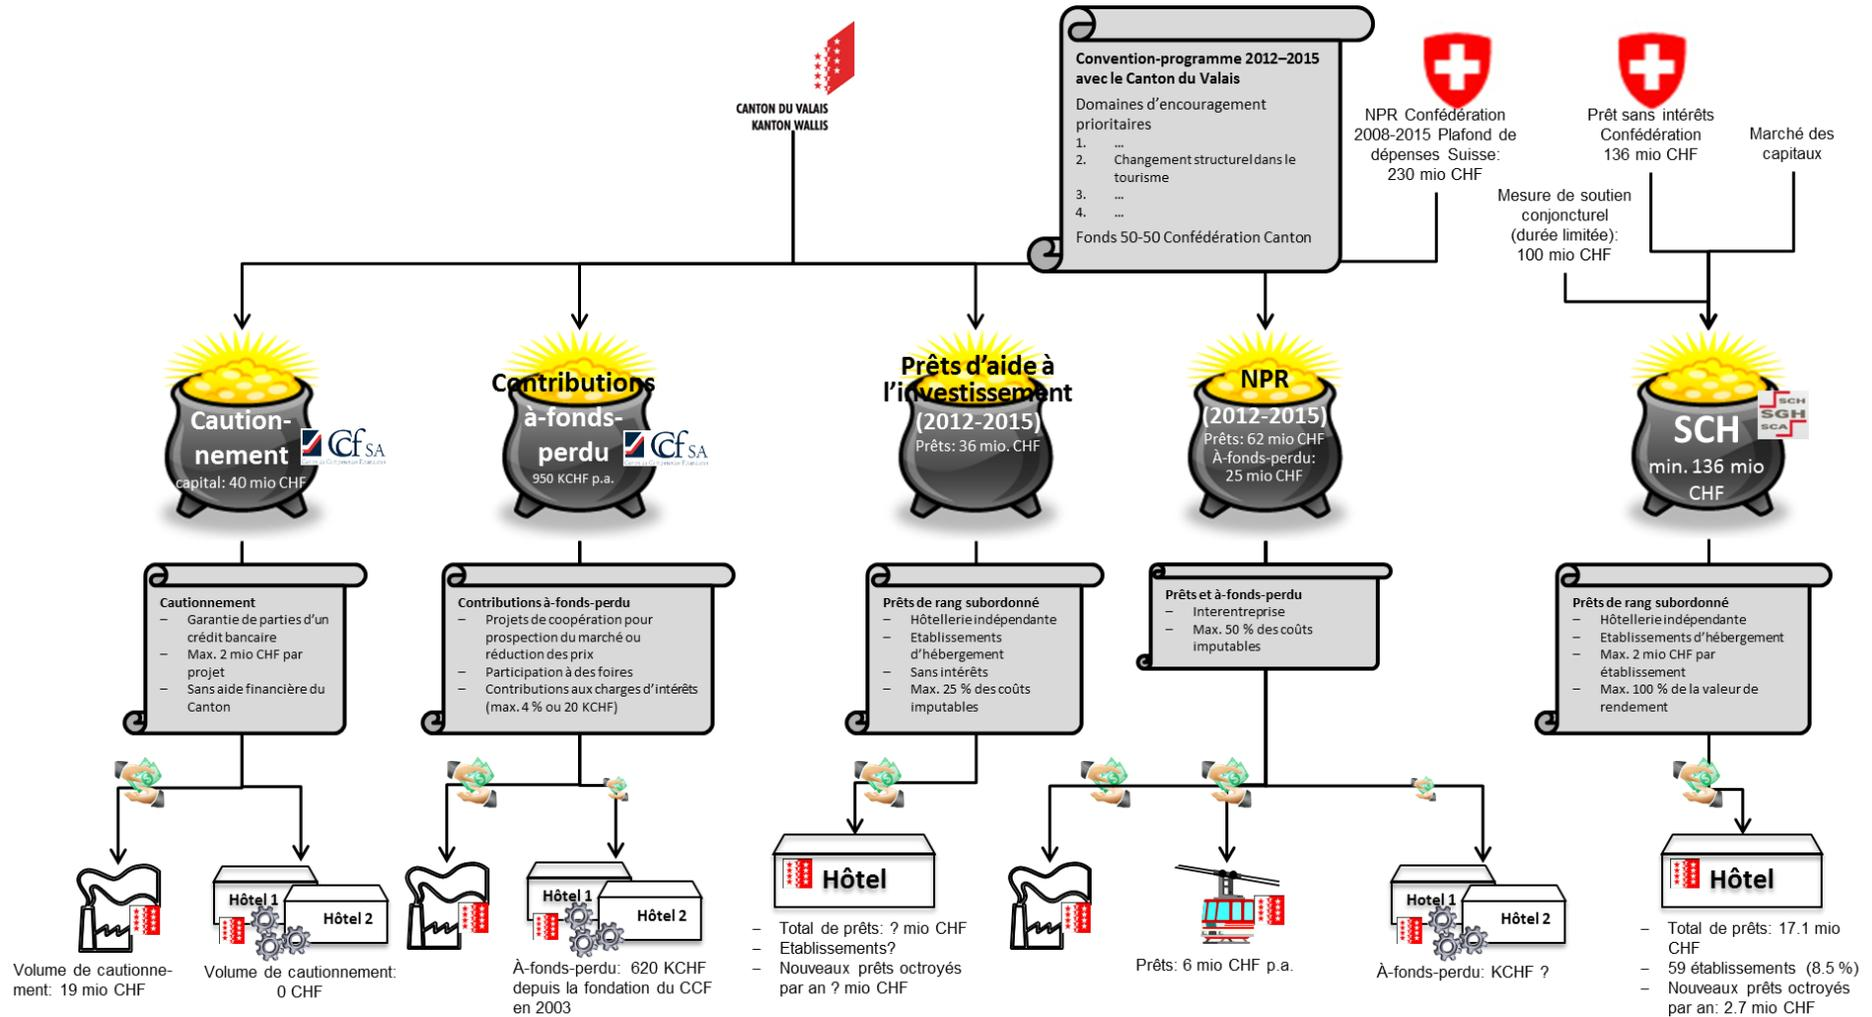 CANTON DU VALAIS
KANTON WALLIS
Convention-programme 2012–2015
avec le Canton du Valais
Domaines d'encouragement
prioritaires
1. ...
2. Changement structurel dans le
tourisme
3. ...
4. ...
Fonds 50-50 Confédération Canton
NPR Confédération
2008-2015 Plafond de
dépenses Suisse:
230 mio CHF
Prêt sans intérêts
Confédération
136 mio CHF
Marché des
capitaux
Mesure de soutien
conjoncturel
(durée limitée):
100 mio CHF
Caution-
nement
capital: 40 mio CHF
CCF SA
Contributions
à-fonds-
perdu
950 KCHF p.a.
CCF SA
Prêts d'aide à
l'investissement
(2012-2015)
Prêts: 36 mio. CHF
NPR
(2012-2015)
Prêts: 62 mio CHF
À-fonds-perdu:
25 mio CHF
SCH
min. 136 mio
CHF
SCH
SGH
SCA
Cautionnement
– Garantie de parties d'un
crédit bancaire
– Max. 2 mio CHF par
projet
– Sans aide financière du
Canton
Contributions à-fonds-perdu
– Projets de coopération pour
prospection du marché ou
réduction des prix
– Participation à des foires
– Contributions aux charges d'intérêts
(max. 4 % ou 20 KCHF)
Prêts de rang subordonné
– Hôtellerie indépendante
– Etablissements
d'hébergement
– Sans intérêts
– Max. 25 % des coûts
imputables
Prêts et à-fonds-perdu
– Interentreprise
– Max. 50 % des coûts
imputables
Prêts de rang subordonné
– Hôtellerie indépendante
– Etablissements d'hébergement
– Max. 2 mio CHF par
établissement
– Max. 100 % de la valeur de
rendement
Volume de cautionne-
ment: 19 mio CHF
Hôtel 1
Hôtel 2
Volume de cautionnement:
0 CHF
Hôtel 1
Hôtel 2
À-fonds-perdu: 620 KCHF
depuis la fondation du CCF
en 2003
Hôtel
– Total de prêts: ? mio CHF
– Etablissements?
– Nouveaux prêts octroyés
par an ? mio CHF
Prêts: 6 mio CHF p.a.
Hotel 1
Hôtel 2
À-fonds-perdu: KCHF ?
Hôtel
– Total de prêts: 17.1 mio
CHF
– 59 établissements (8.5 %)
– Nouveaux prêts octroyés
par an: 2.7 mio CHF